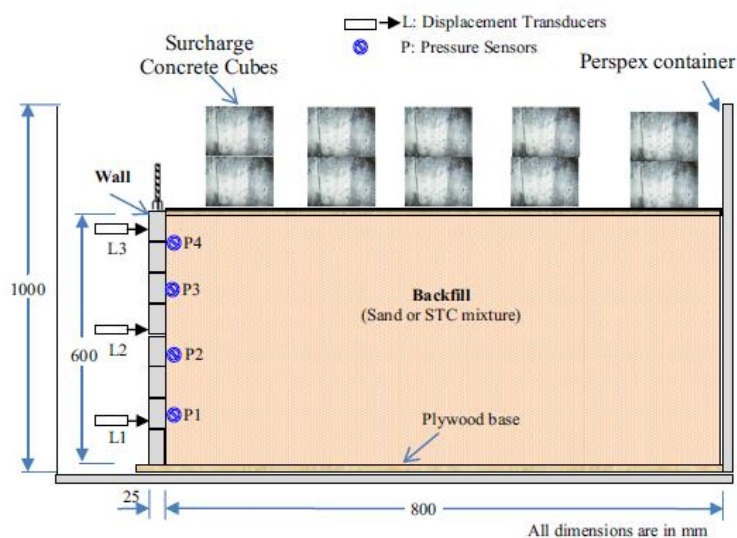 L: Displacement Transducers
P: Pressure Sensors
Surcharge
Concrete Cubes
Perspex container
Wall
L3
P4
1000
P3
Backfill
(Sand or STC mixture)
L2
600
P2
P1
L1
Plywood base
25
800
All dimensions are in mm